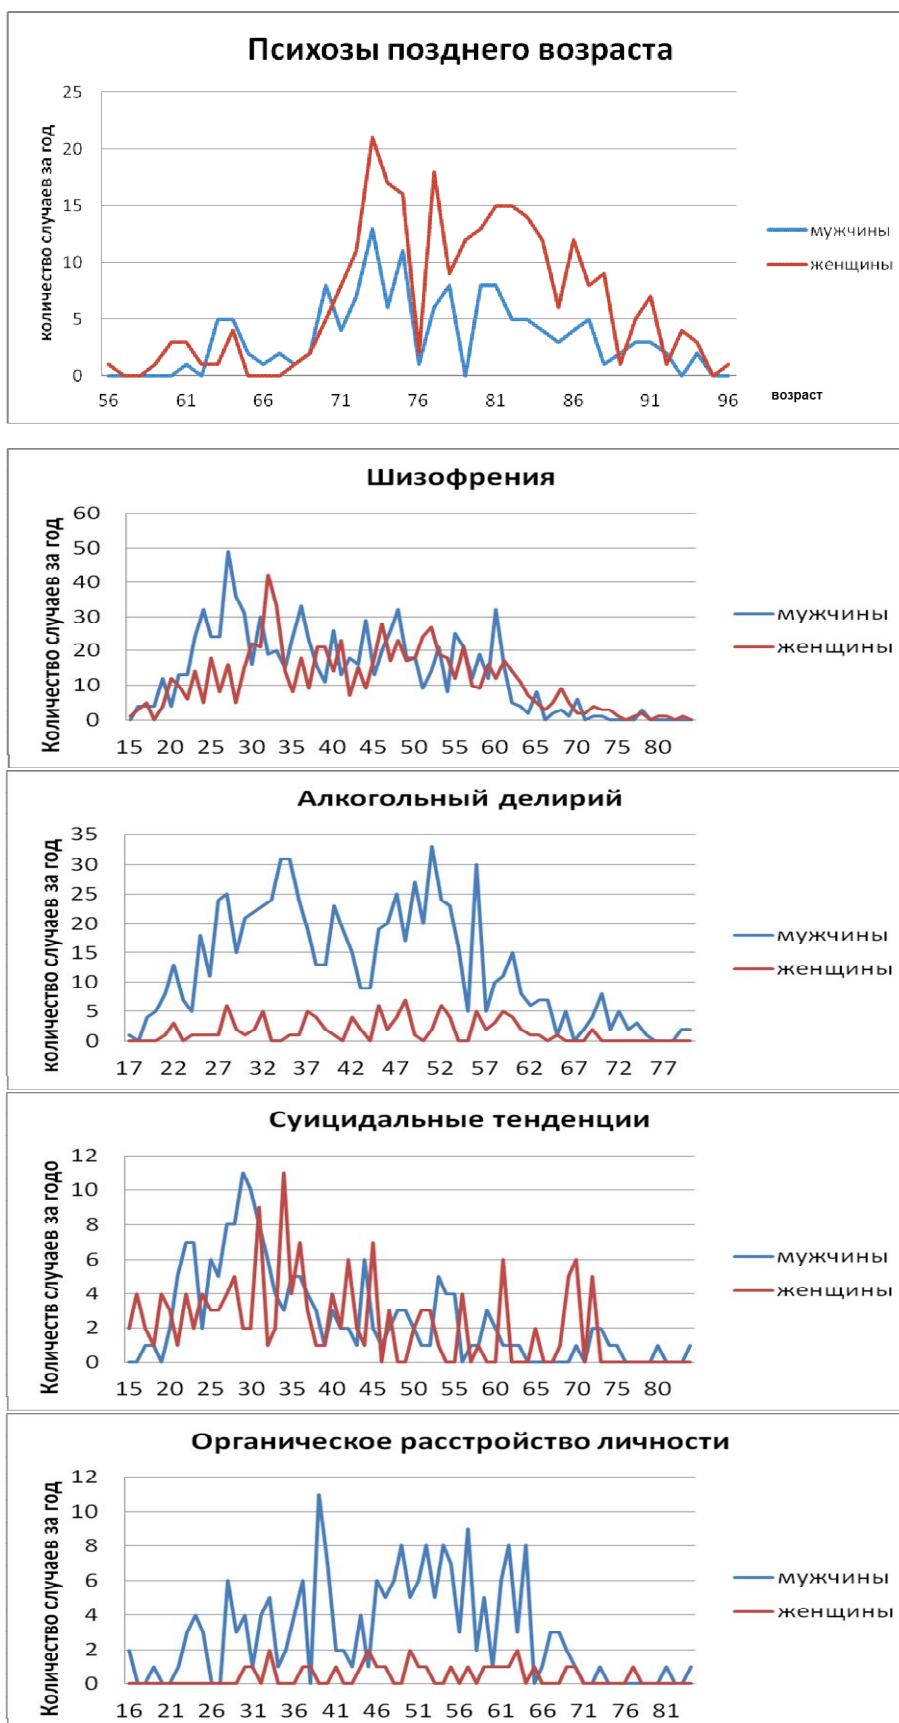 Психозы позднего возраста
количество случаев за год
25
20
15
10
5
0
56 61 66 71 76 81 86 91 96
возраст
мужчины
женщины
Шизофрения
Количество случаев за год
60
50
40
30
20
10
0
15 20 25 30 35 40 45 50 55 60 65 70 75 80
мужчины
женщины
Алкогольный делирий
количество случаев за год
35
30
25
20
15
10
5
0
17 22 27 32 37 42 47 52 57 62 67 72 77
мужчины
женщины
Суицидальные тенденции
Количеств случаев за годо
12
10
8
6
4
2
0
15 20 25 30 35 40 45 50 55 60 65 70 75 80
мужчины
женщины
Органическое расстройство личности
Количество случаев за год
12
10
8
6
4
2
0
16 21 26 31 36 41 46 51 56 61 66 71 76 81
мужчины
женщины